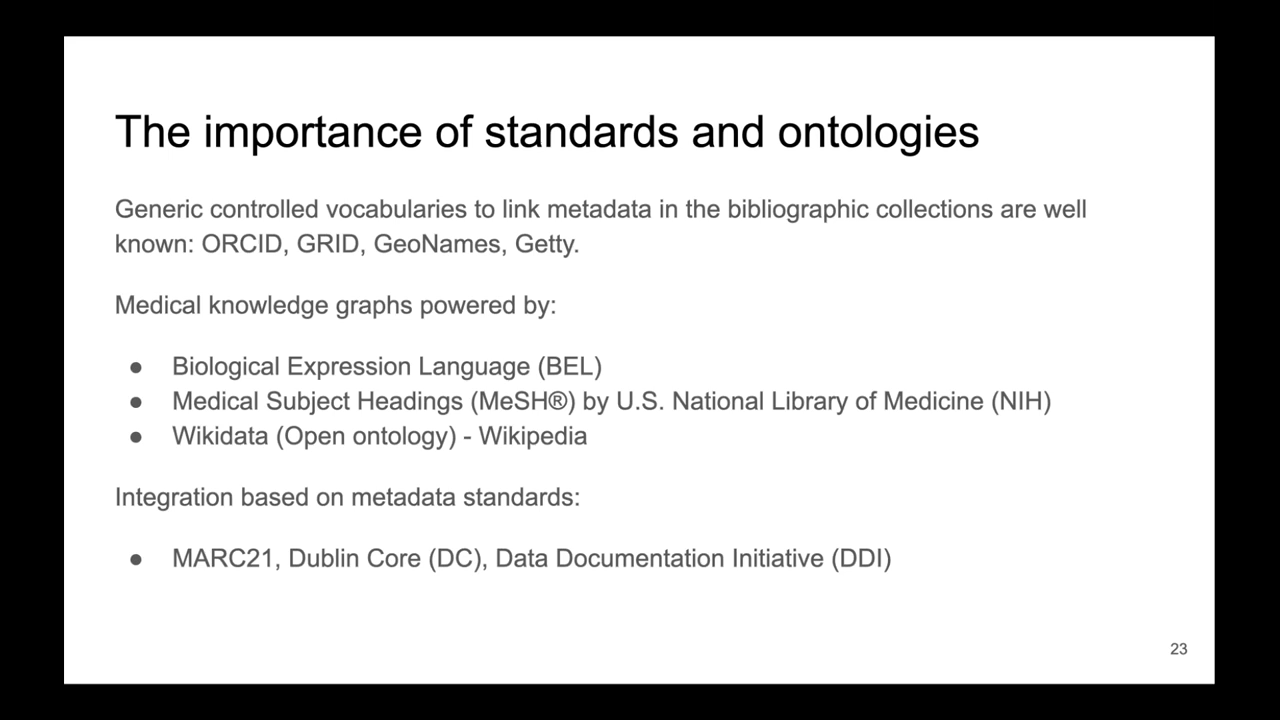 The importance of standards and ontologies
Generic controlled vocabularies to link metadata in the bibliographic collections are well
known: ORCID, GRID, GeoNames, Getty.
Medical knowledge graphs powered by:
● Biological Expression Language (BEL)
● Medical Subject Headings (MeSH®) by U.S. National Library of Medicine (NIH)
● Wikidata (Open ontology) - Wikipedia
Integration based on metadata standards:
● MARC21, Dublin Core (DC), Data Documentation Initiative (DDI)
23